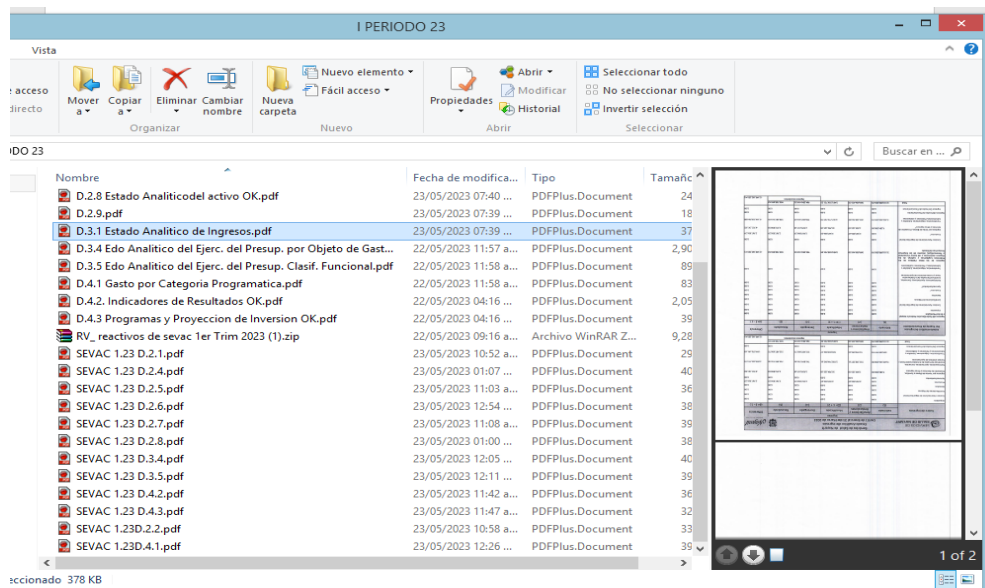 I PERIODO 23
Vista
acceso
directo
Mover a
Copiar a
Eliminar
Cambiar nombre
Organizar
Nueva carpeta
Nuevo elemento
Fácil acceso
Nuevo
Propiedades
Abrir
Modificar
Historial
Abrir
Seleccionar todo
No seleccionar ninguno
Invertir selección
Seleccionar
DO 23
Buscar en ...
Nombre Fecha de modifica... Tipo Tamañc
D.2.8 Estado Analiticodel activo OK.pdf 23/05/2023 07:40 ... PDFPlus.Document 24
D.2.9.pdf 23/05/2023 07:39 ... PDFPlus.Document 18
D.3.1 Estado Analitico de Ingresos.pdf 23/05/2023 07:39 ... PDFPlus.Document 37
D.3.4 Edo Analitico del Ejerc. del Presup. por Objeto de Gast... 22/05/2023 11:57 a... PDFPlus.Document 2,90
D.3.5 Edo Analitico del Ejerc. del Presup. Clasif. Funcional.pdf 22/05/2023 11:58 a... PDFPlus.Document 89
D.4.1 Gasto por Categoria Programatica.pdf 22/05/2023 11:58 a... PDFPlus.Document 83
D.4.2. Indicadores de Resultados OK.pdf 22/05/2023 04:16 ... PDFPlus.Document 2,05
D.4.3 Programas y Proyeccion de Inversion OK.pdf 22/05/2023 04:16 ... PDFPlus.Document 39
RV_ reactivos de sevac 1er Trim 2023 (1).zip 22/05/2023 09:16 a... Archivo WinRAR Z... 9,28
SEVAC 1.23 D.2.1.pdf 23/05/2023 10:52 a... PDFPlus.Document 29
SEVAC 1.23 D.2.4.pdf 23/05/2023 01:07 ... PDFPlus.Document 40
SEVAC 1.23 D.2.5.pdf 23/05/2023 11:03 a... PDFPlus.Document 36
SEVAC 1.23 D.2.6.pdf 23/05/2023 12:54 ... PDFPlus.Document 38
SEVAC 1.23 D.2.7.pdf 23/05/2023 11:08 a... PDFPlus.Document 39
SEVAC 1.23 D.2.8.pdf 23/05/2023 01:00 ... PDFPlus.Document 38
SEVAC 1.23 D.3.4.pdf 23/05/2023 12:05 ... PDFPlus.Document 40
SEVAC 1.23 D.3.5.pdf 23/05/2023 12:11 ... PDFPlus.Document 39
SEVAC 1.23 D.4.2.pdf 23/05/2023 11:42 a... PDFPlus.Document 36
SEVAC 1.23 D.4.3.pdf 23/05/2023 11:47 a... PDFPlus.Document 32
SEVAC 1.23D.2.2.pdf 23/05/2023 10:58 a... PDFPlus.Document 33
SEVAC 1.23D.4.1.pdf 23/05/2023 12:26 ... PDFPlus.Document 39
1 of 2
eccionado 378 KB